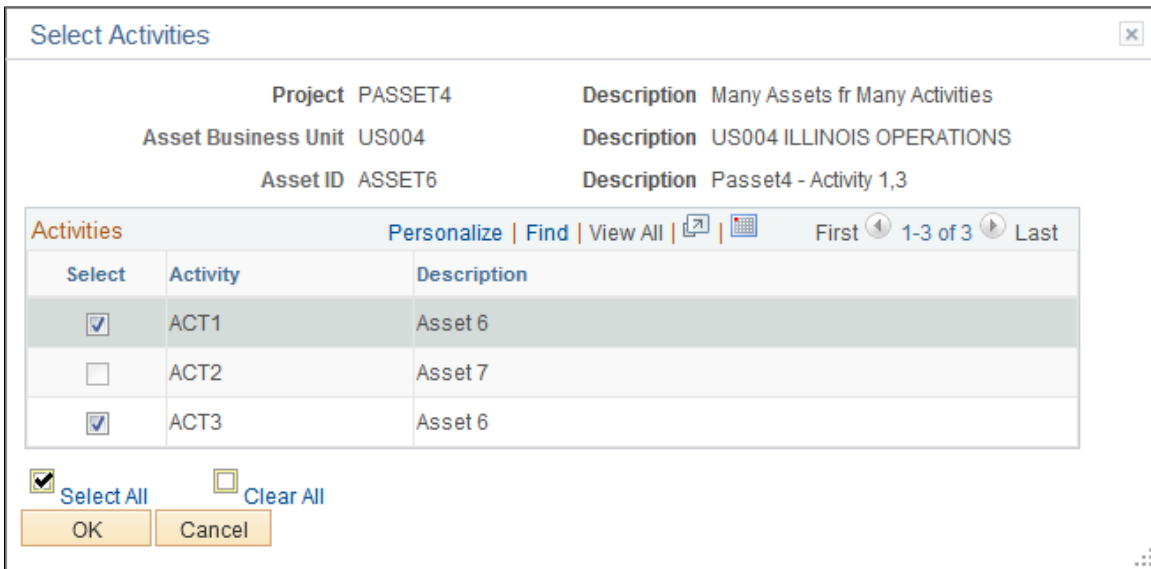 Select Activities
Project PASSET4 Description Many Assets fr Many Activities
Asset Business Unit US004 Description US004 ILLINOIS OPERATIONS
Asset ID ASSET6 Description Passet4 - Activity 1,3
Activities Personalize | Find | View All | | First 1-3 of 3 Last
Select Activity Description
ACT1 Asset 6
ACT2 Asset 7
ACT3 Asset 6
Select All Clear All
OK Cancel